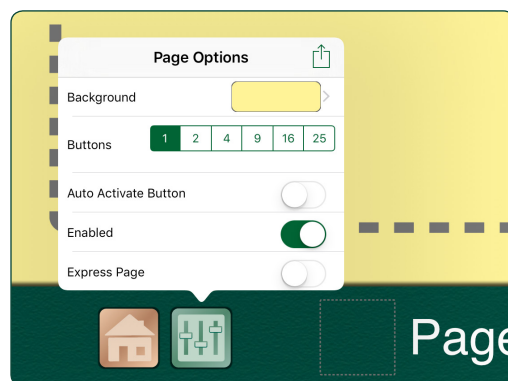 Page Options
Background
Buttons 1 2 4 9 16 25
Auto Activate Button
Enabled
Express Page
Page